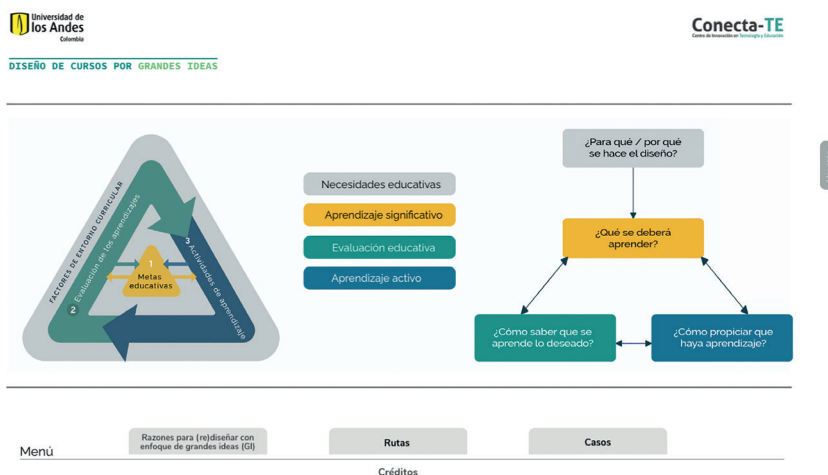 Universidad de
los Andes
Colombia
Conecta-TE
Centro de Innovación en Tecnología y Educación
DISEÑO DE CURSOS POR GRANDES IDEAS
FACTORES DE ENTORNO CURRICULAR
Evaluación de los aprendizajes
2
3
Actividades de aprendizaje
1
Metas
educativas
Necesidades educativas
Aprendizaje significativo
Evaluación educativa
Aprendizaje activo
¿Para qué / por qué
se hace el diseño?
¿Qué se deberá
aprender?
¿Cómo saber que se
aprende lo deseado?
¿Cómo propiciar que
haya aprendizaje?
Menú
Razones para (re)diseñar con
enfoque de grandes ideas (GI)
Rutas
Casos
Créditos